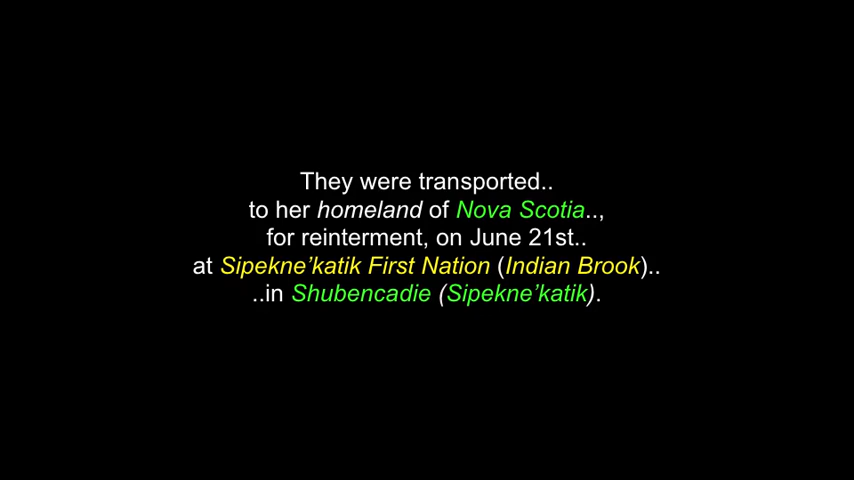 They were transported..
to her homeland of Nova Scotia..,
for reinterment, on June 21st..
at Sipekne’katik First Nation (Indian Brook)..
..in Shubencadie (Sipekne’katik).